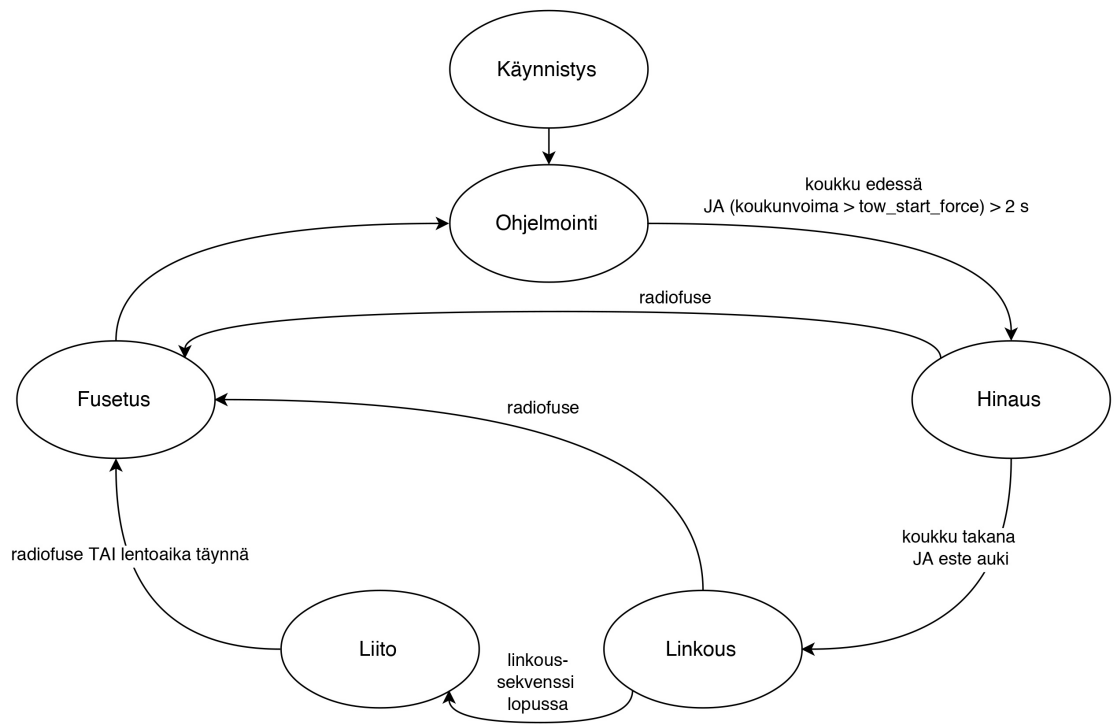 Käynnistys
Ohjelmointi
koukku edessä
JA (koukunvoima > tow_start_force) > 2 s
radiofuse
Fusetus
Hinaus
radiofuse
koukku takana
JA este auki
radiofuse TAI lentoaika täynnä
Liito
Linkous
linkous-
sekvenssi
lopussa